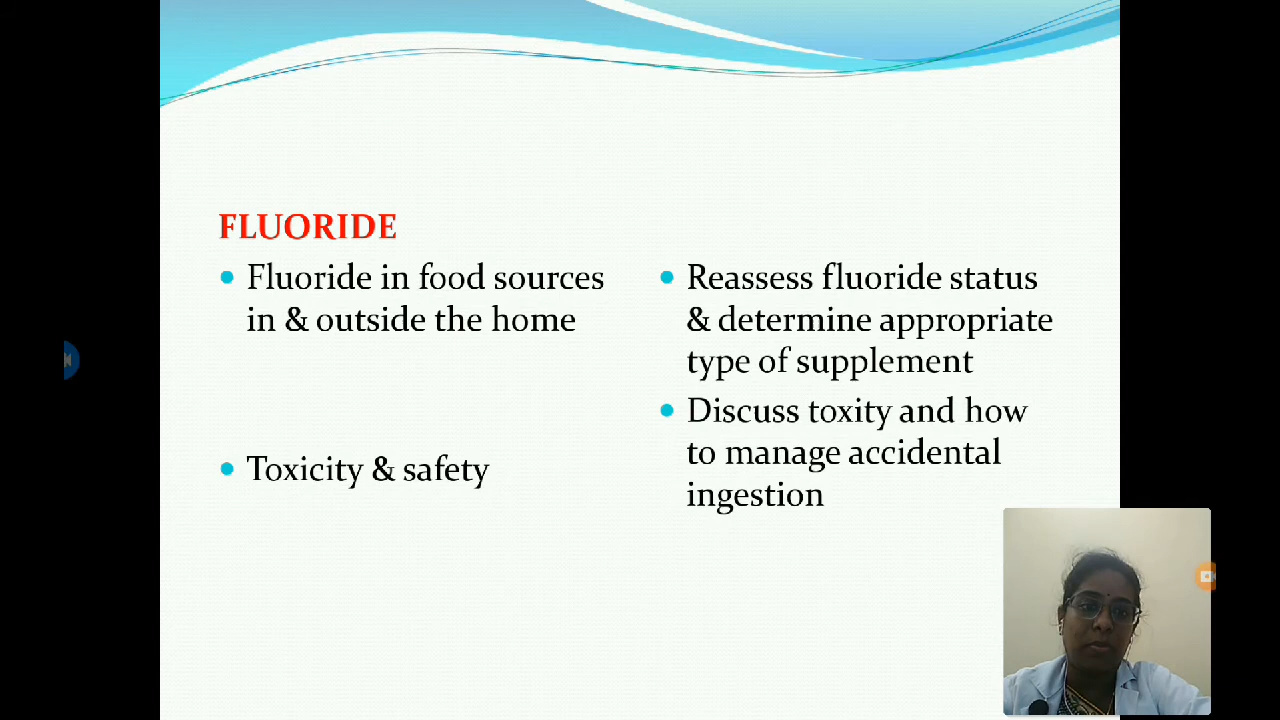 FLUORIDE
Fluoride in food sources
in & outside the home
Toxicity & safety
Reassess fluoride status
& determine appropriate
type of supplement
Discuss toxity and how
to manage accidental
ingestion